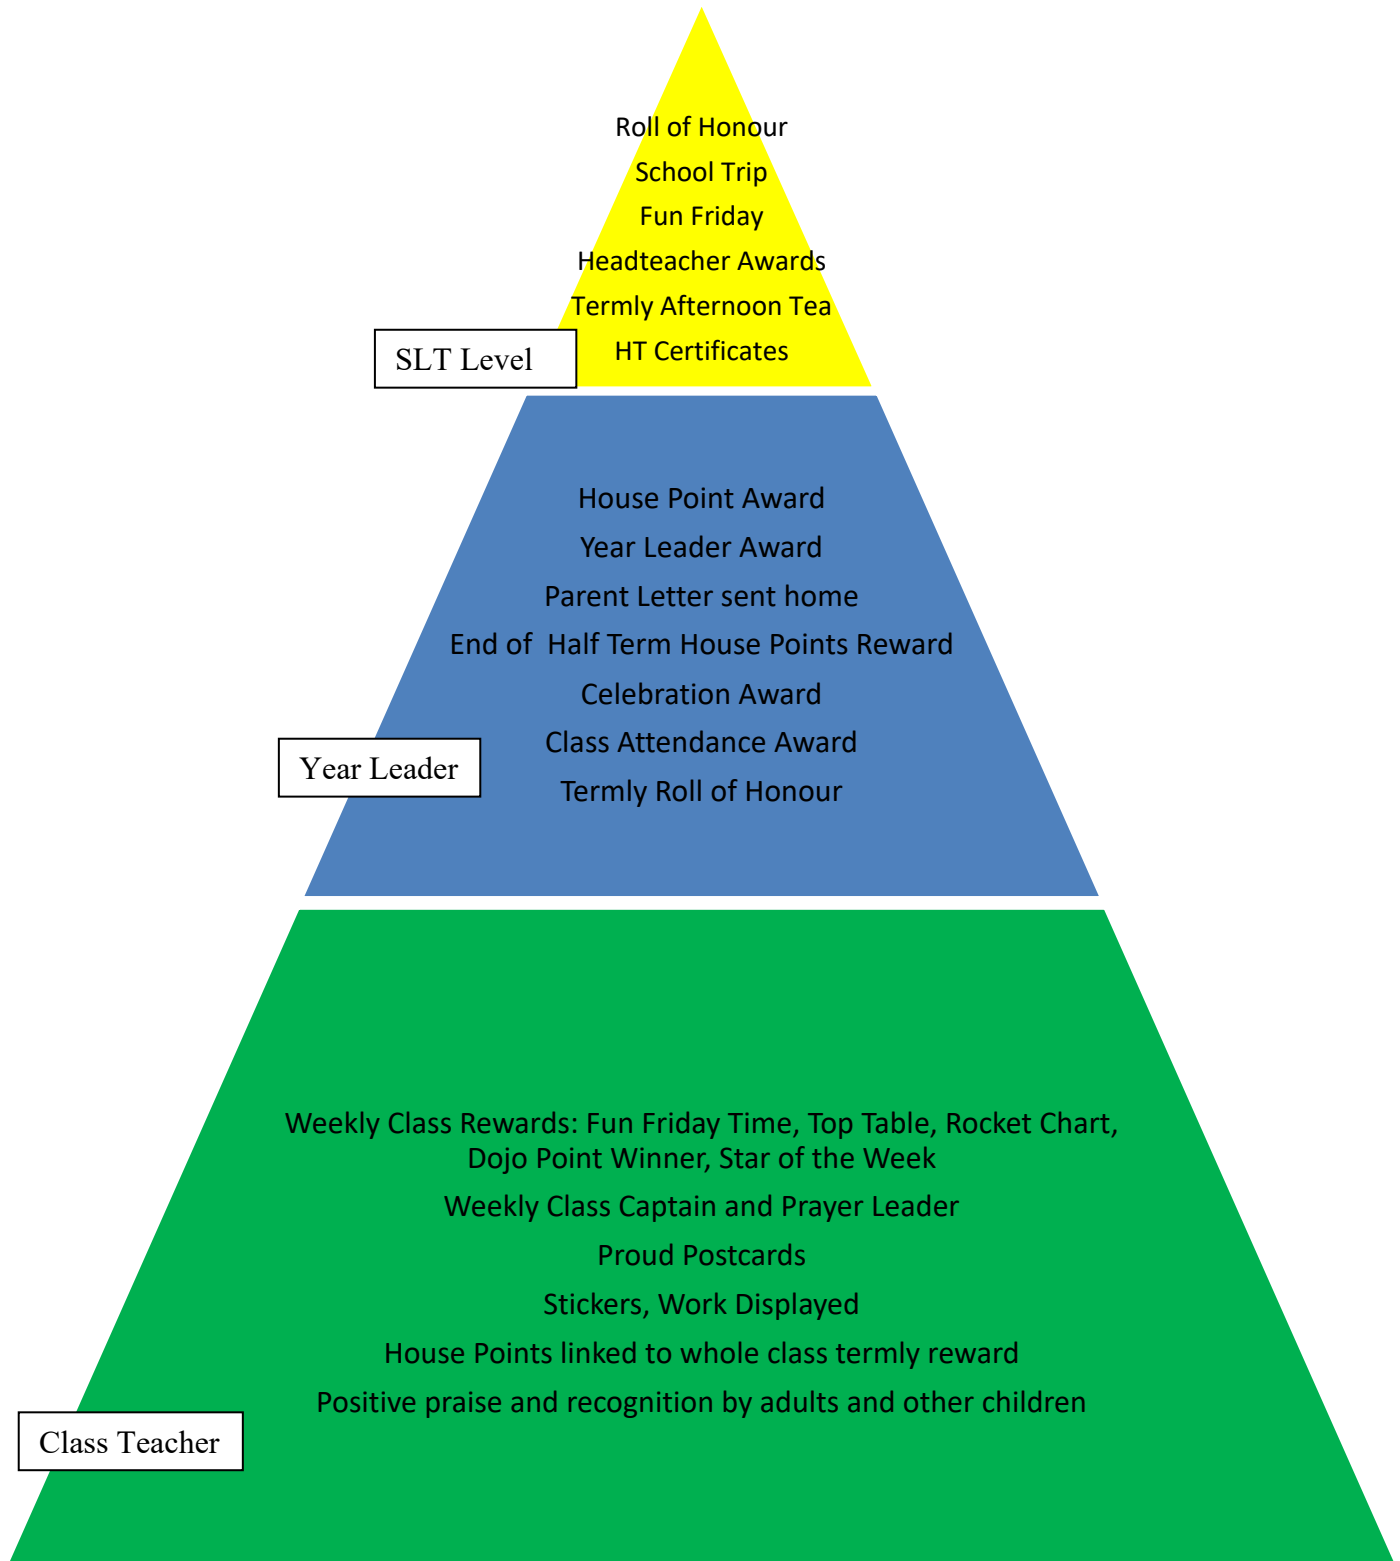 Roll of Honour
School Trip
Fun Friday
Headteacher Awards
Termly Afternoon Tea
HT Certificates
SLT Level
House Point Award
Year Leader Award
Parent Letter sent home
End of  Half Term House Points Reward
Celebration Award
Class Attendance Award
Year Leader
Termly Roll of Honour
Weekly Class Rewards: Fun Friday Time, Top Table, Rocket Chart,
Dojo Point Winner, Star of the Week
Weekly Class Captain and Prayer Leader
Proud Postcards
Stickers, Work Displayed
House Points linked to whole class termly reward
Positive praise and recognition by adults and other children
Class Teacher